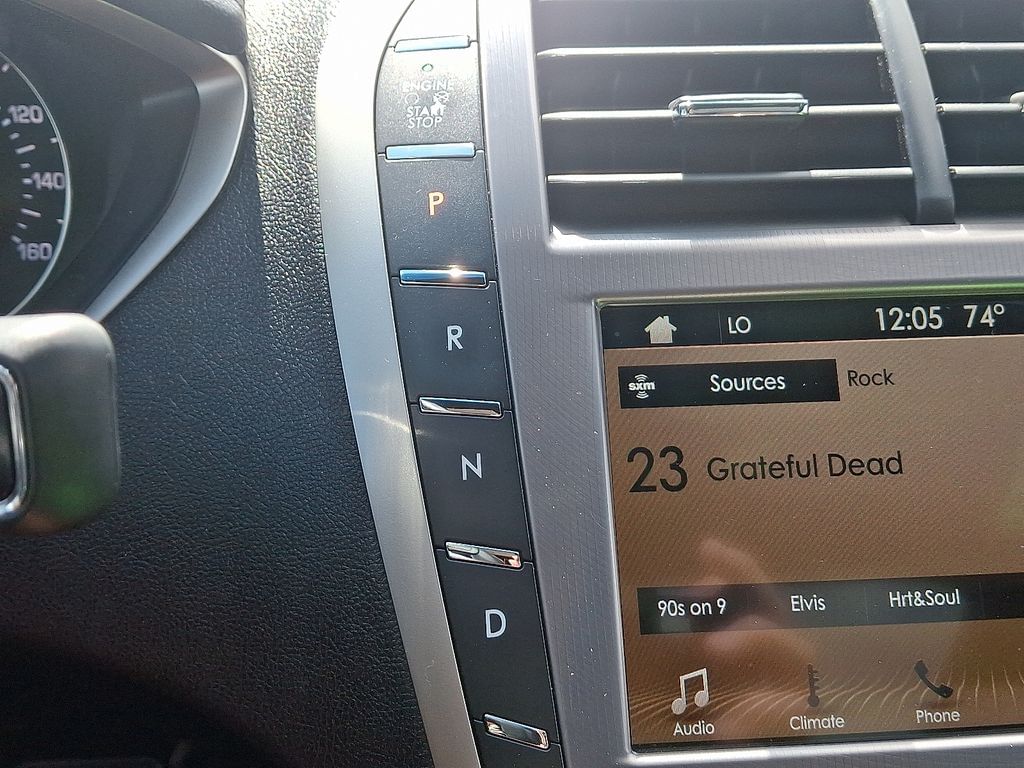 120
140
160
ENGINE
START
STOP
P
R
N
D
LO 12:05 74°
sxm Sources Rock
23 Grateful Dead
90s on 9 Elvis Hrt&Soul
Audio Climate Phone